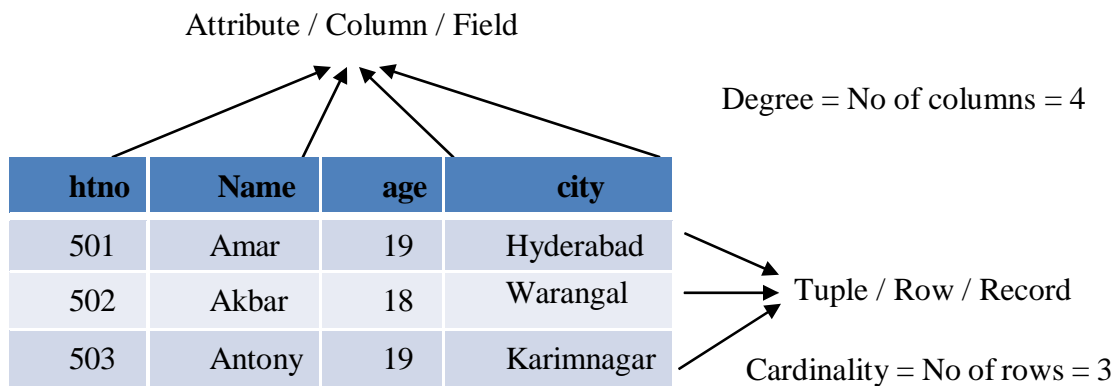 Attribute / Column / Field
Degree = No of columns = 4
htno Name age city
501 Amar 19 Hyderabad
502 Akbar 18 Warangal
503 Antony 19 Karimnagar
Tuple / Row / Record
Cardinality = No of rows = 3